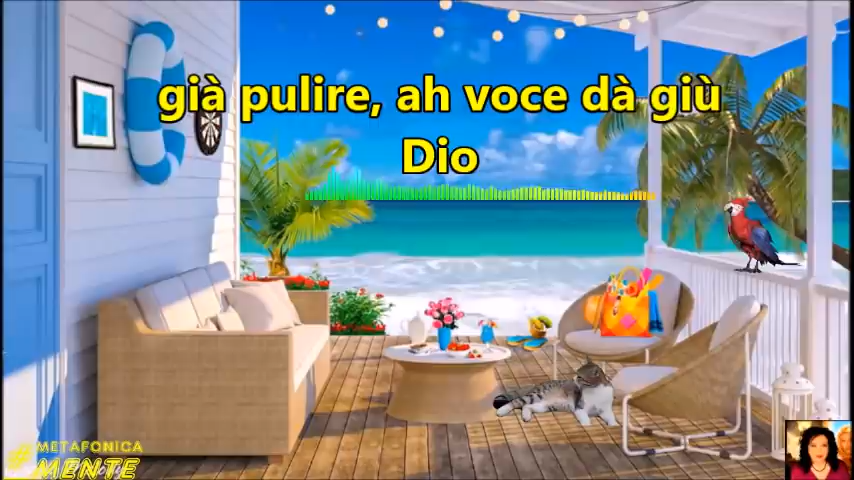 già pulire, ah voce dà giù
Dio
# METAFONICA
MENTE